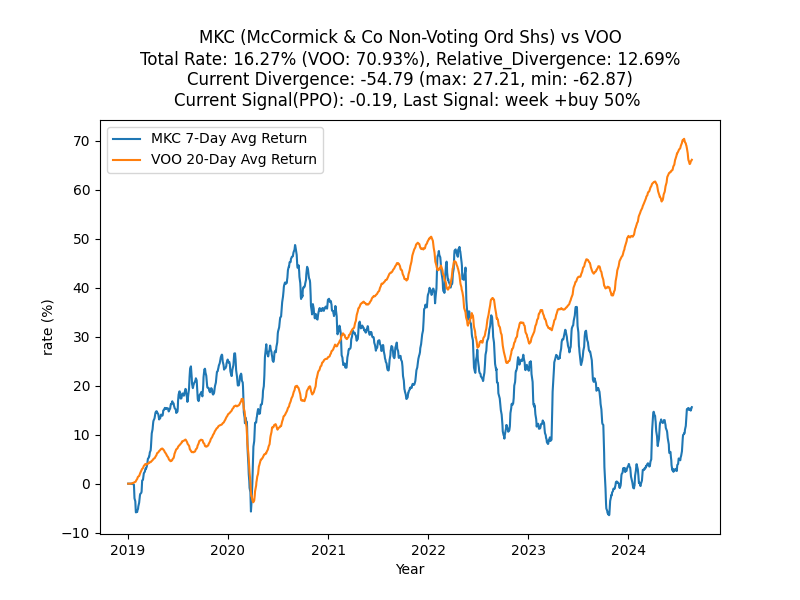 MKC (McCormick & Co Non-Voting Ord Shs) vs VOO
Total Rate: 16.27% (VOO: 70.93%), Relative_Divergence: 12.69%
Current Divergence: -54.79 (max: 27.21, min: -62.87)
Current Signal(PPO): -0.19, Last Signal: week +buy 50%
MKC 7-Day Avg Return
VOO 20-Day Avg Return
70
60
50
40
30
20
10
0
−10
rate (%)
2019 2020 2021 2022 2023 2024
Year